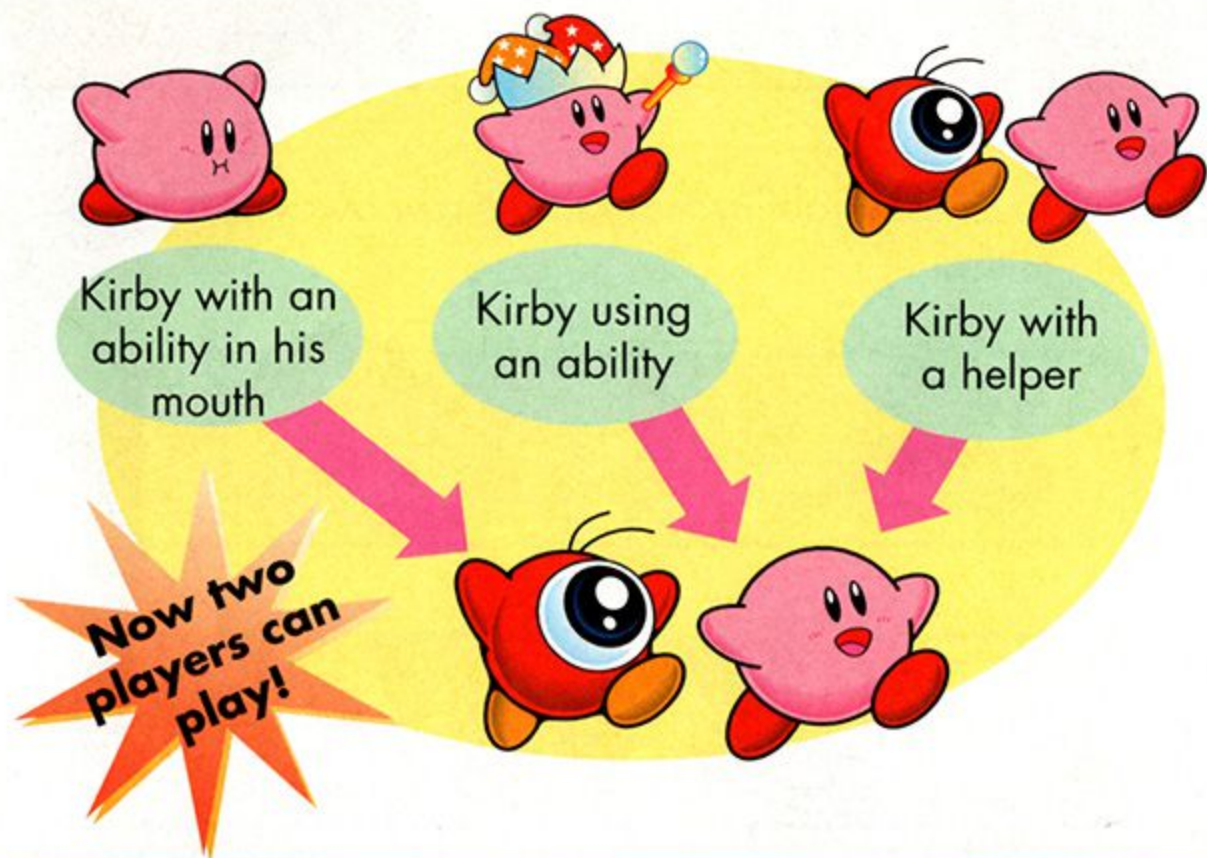 Kirby with an
ability in his
mouth
Kirby using
an ability
Kirby with
a helper
Now two
players can
play!